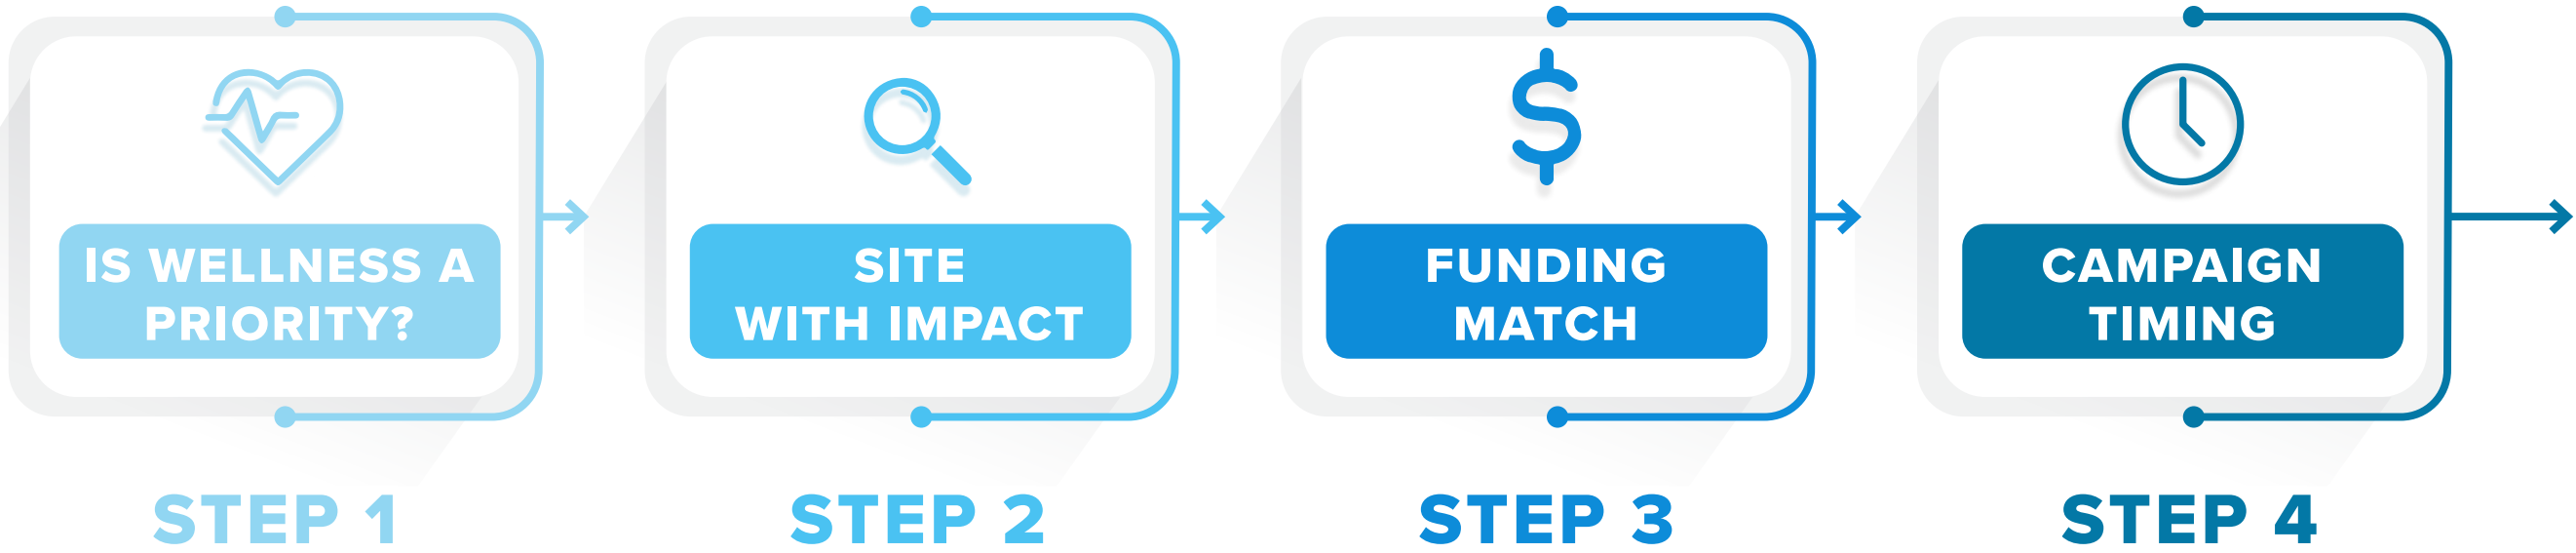 IS WELLNESS A
PRIORITY?
STEP 1
SITE
WITH IMPACT
STEP 2
FUNDING
MATCH
STEP 3
CAMPAIGN
TIMING
STEP 4